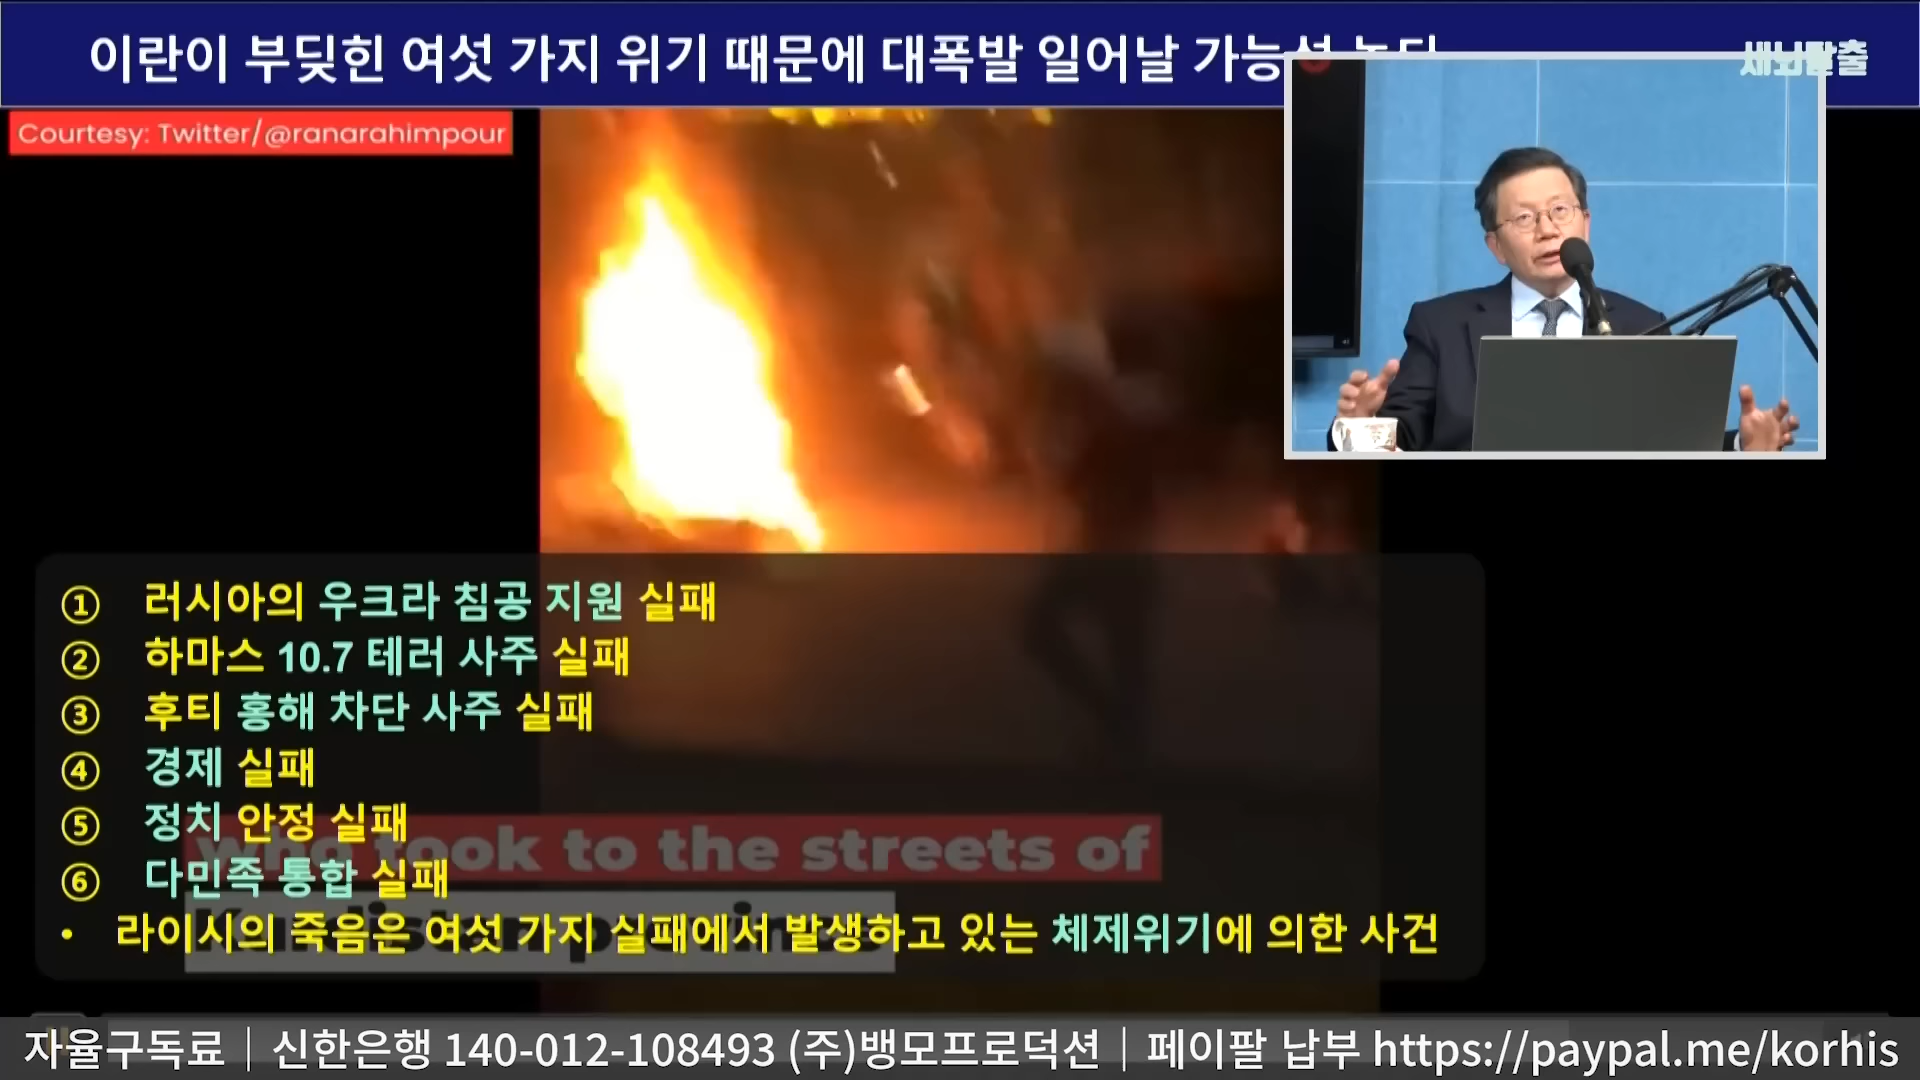 이란이 부딪힌 여섯 가지 위기 때문에 대폭발 일어날 가능성 높다
세뇌탈출
Courtesy: Twitter/@ranarahimpour
① 러시아의 우크라 침공 지원 실패
② 하마스 10.7 테러 사주 실패
③ 후티 홍해 차단 사주 실패
④ 경제 실패
⑤ 정치 안정 실패
who took to the streets of
⑥ 다민족 통합 실패
• 라이시의 죽음은 여섯 가지 실패에서 발생하고 있는 체제위기에 의한 사건
자율구독료│신한은행 140-012-108493 (주)뱅모프로덕션│페이팔 납부 https://paypal.me/korhis